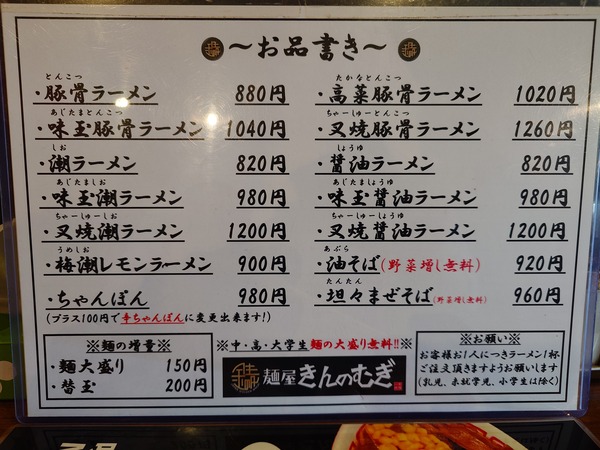 ～お品書き～
とんこつ
・豚骨ラーメン 880円
あじたまとんこつ
・味玉豚骨ラーメン 1040円
しお
・潮ラーメン 820円
あじたましお
・味玉潮ラーメン 980円
ちゃーしゅーしお
・叉焼潮ラーメン 1200円
うめしお
・梅潮レモンラーメン 900円
・ちゃんぽん 980円
(プラス100円で辛ちゃんぽんに変更出来ます!)
たかなとんこつ
・高菜豚骨ラーメン 1020円
ちゃーしゅーとんこつ
・叉焼豚骨ラーメン 1260円
しょうゆ
・醤油ラーメン 820円
あじたましょうゆ
・味玉醤油ラーメン 980円
ちゃーしゅーしょうゆ
・叉焼醤油ラーメン 1200円
あぶら
・油そば(野菜増し無料) 920円
たんたん
・坦々まぜそば(野菜増し無料) 960円
※麺の増量※
・麺大盛り 150円
・替玉 200円
※中・高・大学生麺の大盛り無料!!※
麺屋 きんのむぎ
※お願い※
お客様お1人につきラーメン1杯
ご注文頂きますようお願いします
(乳児、未就学児、小学生は除く)